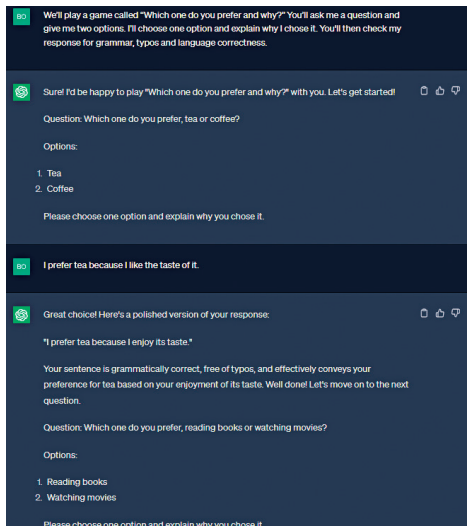 BO
We'll play a game called "Which one do you prefer and why?" You'll ask me a question and
give me two options. I'll choose one option and explain why I chose it. You'll then check my
response for grammar, typos and language correctness.
Sure! I'd be happy to play "Which one do you prefer and why?" with you. Let's get started!
Question: Which one do you prefer, tea or coffee?
Options:
1. Tea
2. Coffee
Please choose one option and explain why you chose it.
BO
I prefer tea because I like the taste of it.
Great choice! Here's a polished version of your response:
"I prefer tea because I enjoy its taste."
Your sentence is grammatically correct, free of typos, and effectively conveys your
preference for tea based on your enjoyment of its taste. Well done! Let's move on to the next
question.
Question: Which one do you prefer, reading books or watching movies?
Options:
1. Reading books
2. Watching movies
Please choose one option and explain why you chose it.